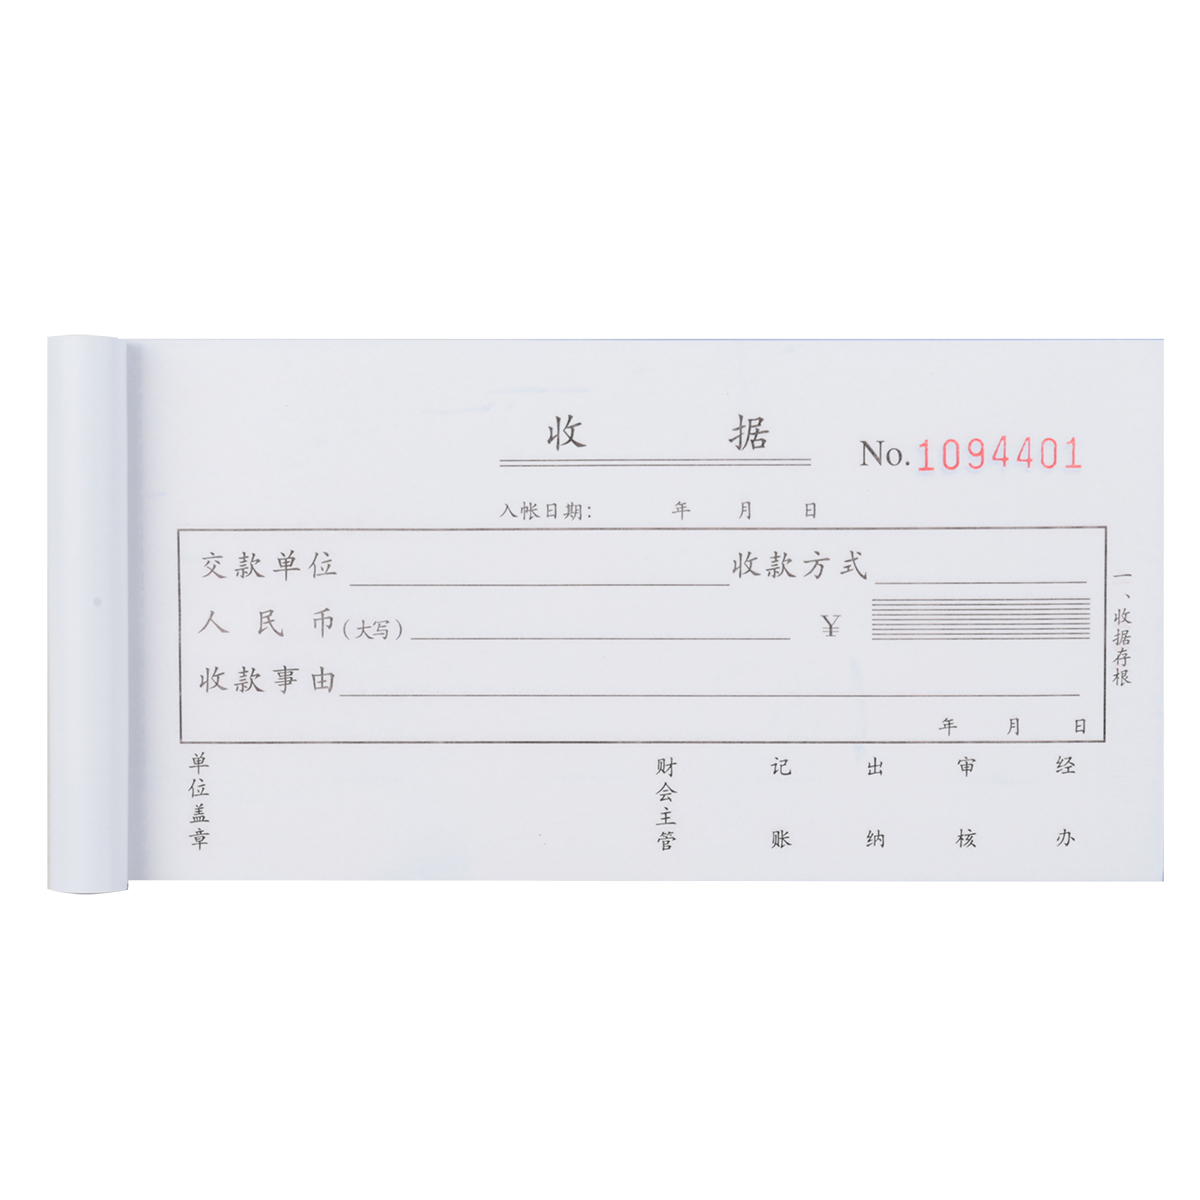 收据
No.1094401
入帐日期： 年 月 日
交款单位 收款方式
人民币(大写) ￥
收款事由
年 月 日
一、收据存根
单位盖章 财会主管 记账 出纳 审核 经办